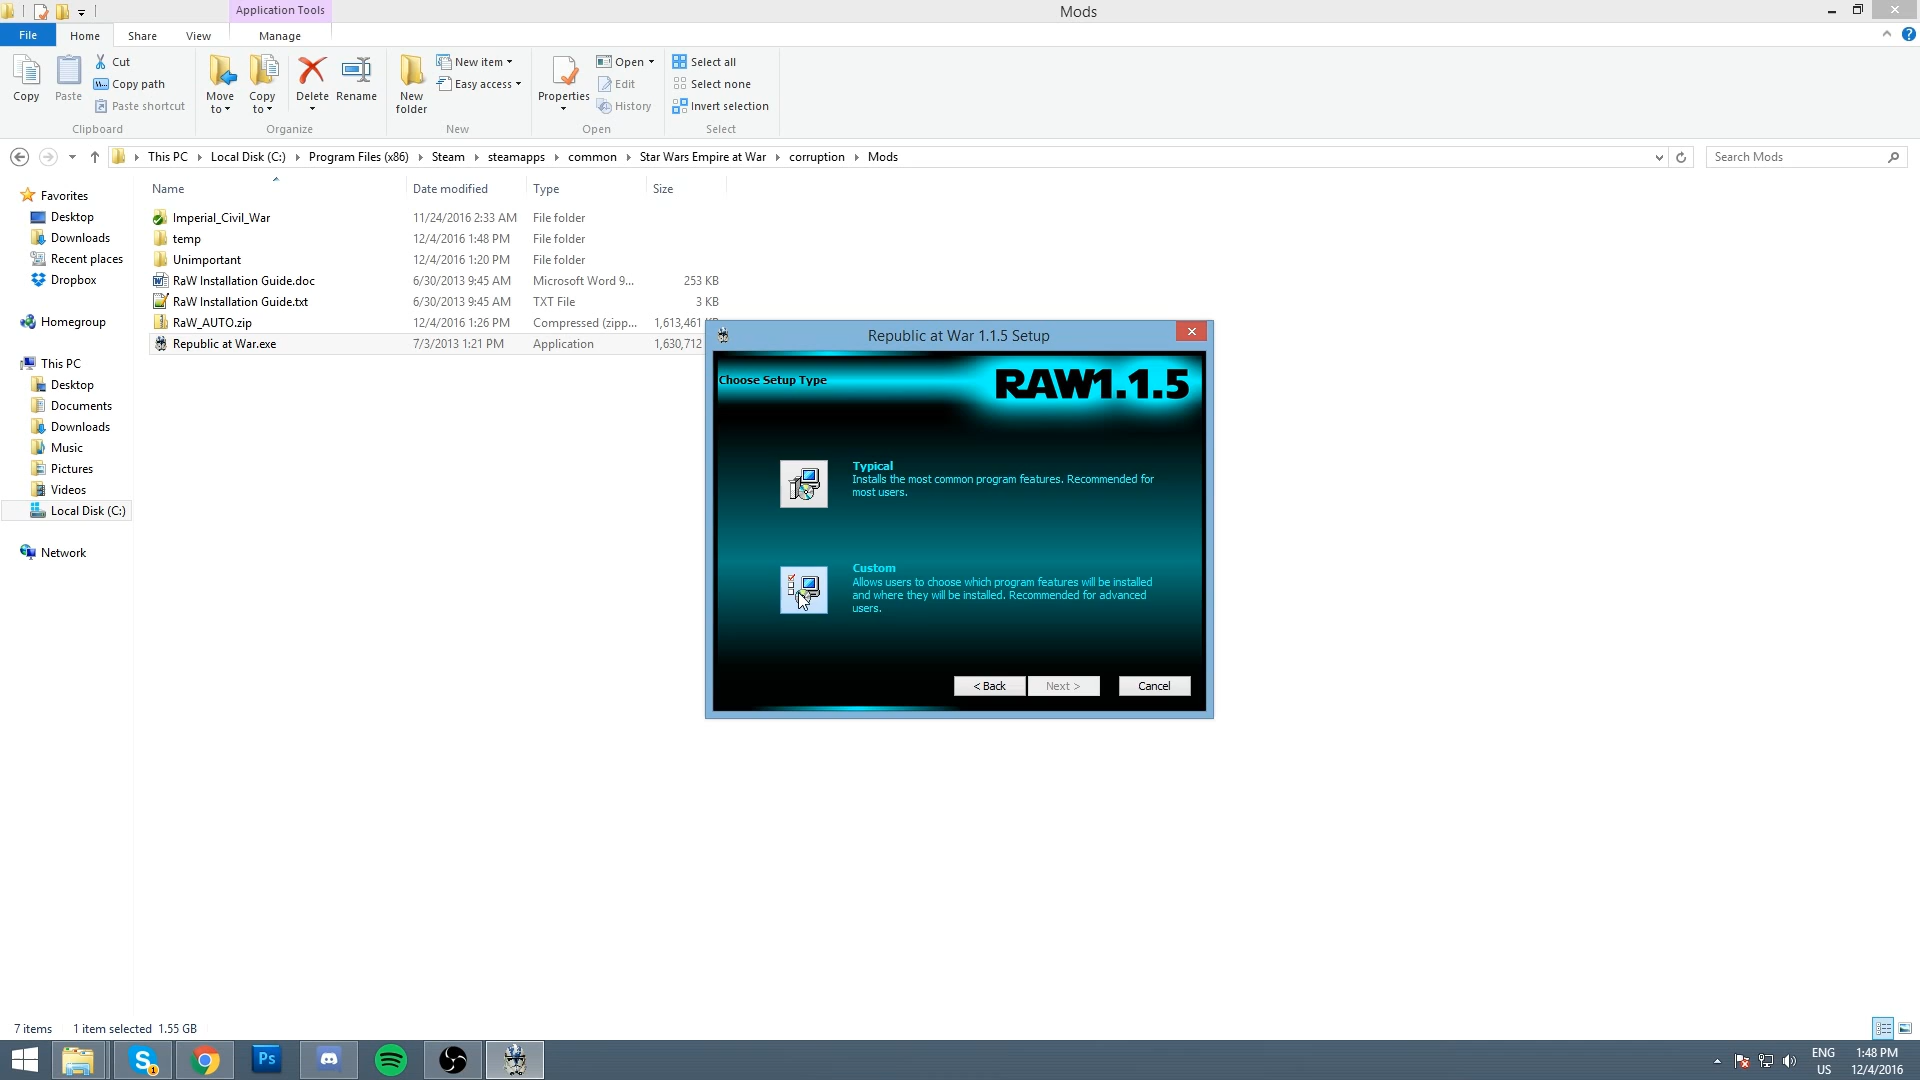 Application Tools
Mods
File Home Share View Manage
Copy
Paste
Cut
Copy path
Paste shortcut
Clipboard
Move to
Copy to
Delete
Rename
Organize
New folder
New item
Easy access
New
Properties
Open
Edit
History
Open
Select all
Select none
Invert selection
Select
This PC Local Disk (C:) Program Files (x86) Steam steamapps common Star Wars Empire at War corruption Mods
Search Mods
Favorites
Desktop
Downloads
Recent places
Dropbox
Homegroup
This PC
Desktop
Documents
Downloads
Music
Pictures
Videos
Local Disk (C:)
Network
Name Date modified Type Size
Imperial_Civil_War 11/24/2016 2:33 AM File folder
temp 12/4/2016 1:48 PM File folder
Unimportant 12/4/2016 1:20 PM File folder
RaW Installation Guide.doc 6/30/2013 9:45 AM Microsoft Word 9... 253 KB
RaW Installation Guide.txt 6/30/2013 9:45 AM TXT File 3 KB
RaW_AUTO.zip 12/4/2016 1:26 PM Compressed (zipp... 1,613,461 KB
Republic at War.exe 7/3/2013 1:21 PM Application 1,630,712
Republic at War 1.1.5 Setup
Choose Setup Type
RAW1.1.5
Typical
Installs the most common program features. Recommended for
most users.
Custom
Allows users to choose which program features will be installed
and where they will be installed. Recommended for advanced
users.
< Back Next > Cancel
7 items 1 item selected 1.55 GB
Ps
ENG
US
1:48 PM
12/4/2016